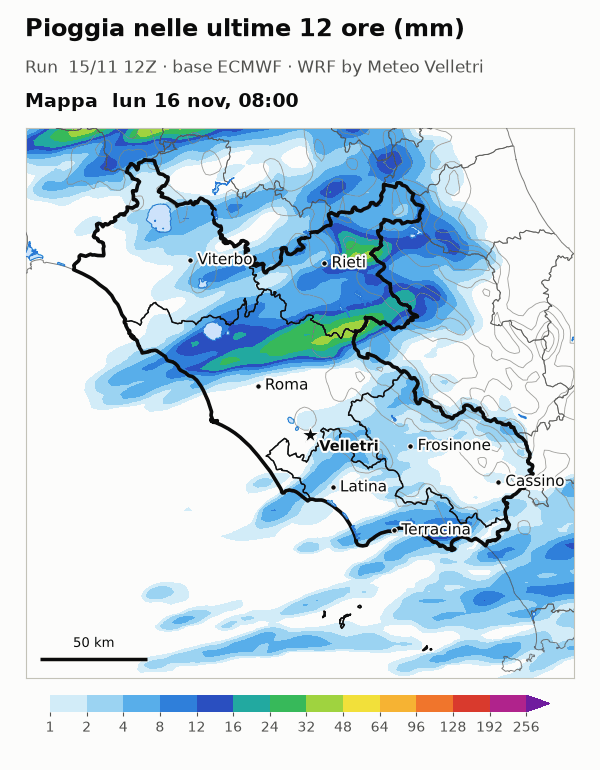 Pioggia nelle ultime 12 ore (mm)
Run  15/11 12Z · base ECMWF · WRF by Meteo Velletri
Mappa  lun 16 nov, 08:00
Viterbo
Rieti
Roma
Velletri
Frosinone
Cassino
Latina
Terracina
50 km
1 2 4 8 12 16 24 32 48 64 96 128 192 256